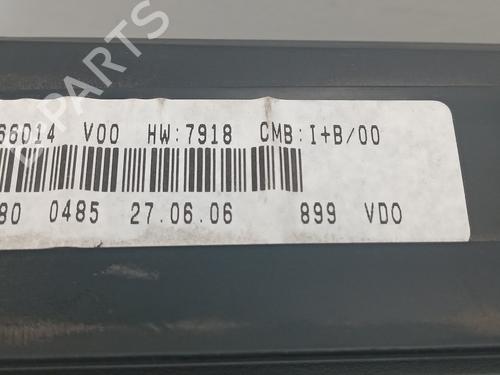 66014 V00 HW:7918 CMB:I+B/00
80 0485 27.06.06 899 VDO
B PARTS